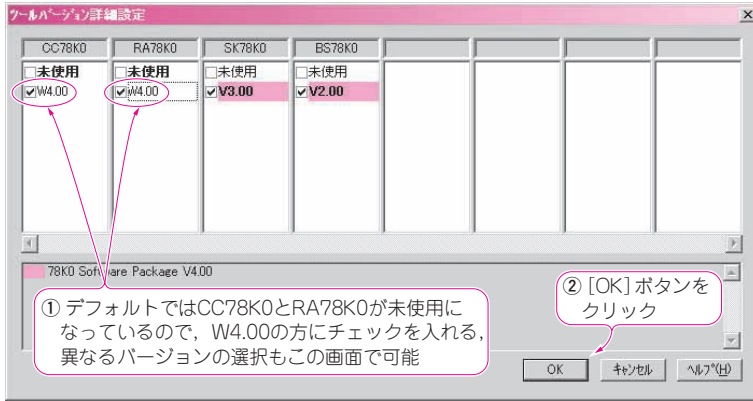 ツールバージョン詳細設定
CC78K0 RA78K0 SK78K0 BS78K0
未使用 未使用 未使用 未使用
W4.00 W4.00 V3.00 V2.00
78K0 Software Package V4.00
① デフォルトではCC78K0とRA78K0が未使用に
なっているので，W4.00の方にチェックを入れる，
異なるバージョンの選択もこの画面で可能
② [OK]ボタンを
クリック
OK キャンセル ヘルプ(H)